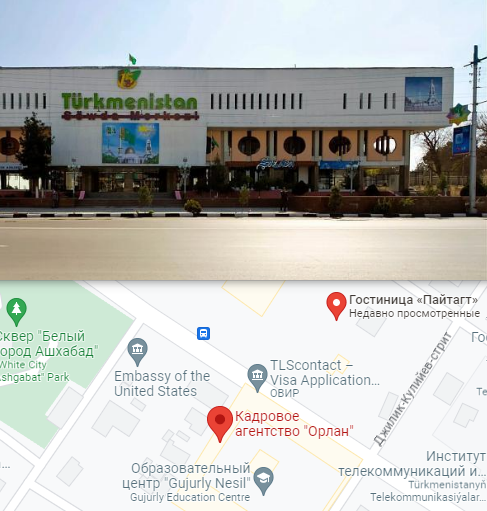 15
Türkmenistan
Söwda Merkezi
Гостиница «Пайтагт»
Недавно просмотренные
Сквер "Белый
город Ашхабад"
"White City
Ashgabat" Park
Embassy of the
United States
TLScontact –
Visa Application...
ОВИР
Кадровое
агентство "Орлан"
Джилик-Кулийев-стрит
Образовательный
центр "Gujurly Nesil"
Gujurly Education Centre
Институт
телекоммуникаций и...
Türkmenistanyň
Telekommunikasiýalar...